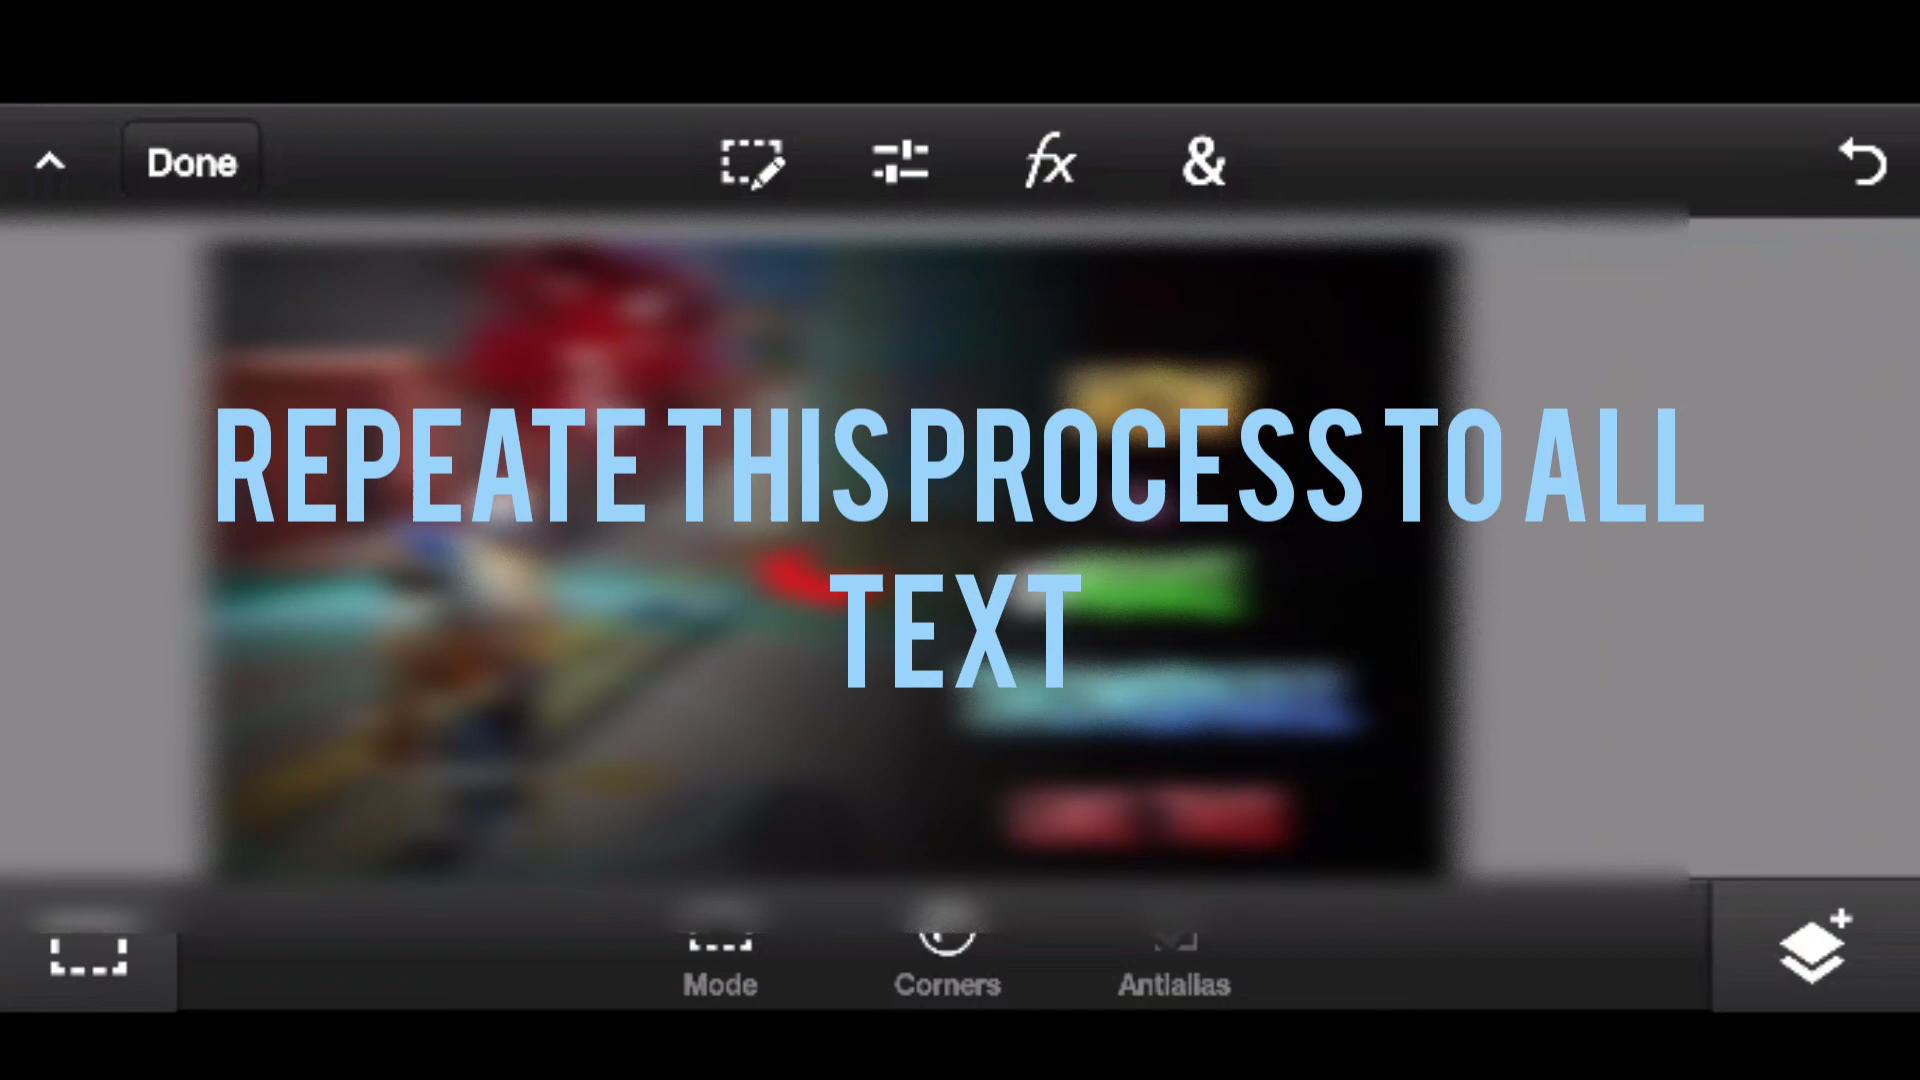 Done
fx
&
REPEATE THIS PROCESS TO ALL
TEXT
Mode
Corners
Antialias